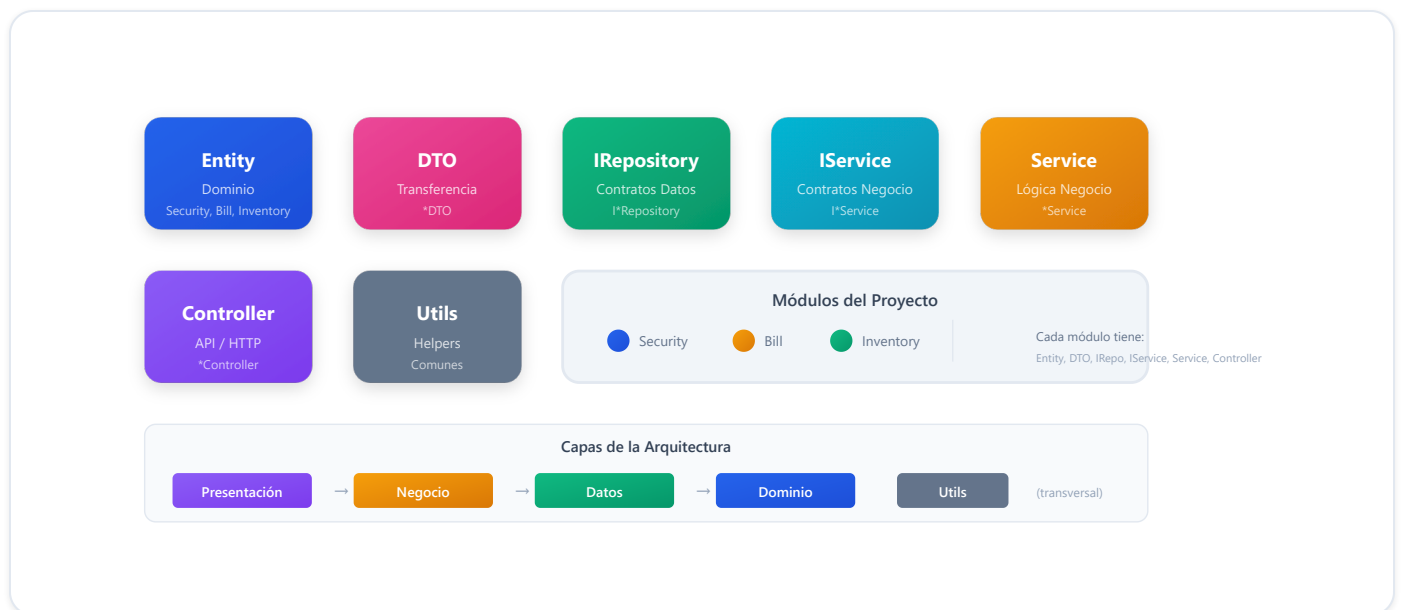 Entity
Dominio
Security, Bill, Inventory
DTO
Transferencia
*DTO
IRepository
Contratos Datos
I*Repository
IService
Contratos Negocio
I*Service
Service
Lógica Negocio
*Service
Controller
API / HTTP
*Controller
Utils
Helpers
Comunes
Módulos del Proyecto
Security
Bill
Inventory
Cada módulo tiene:
Entity, DTO, IRepo, IService, Service, Controller
Capas de la Arquitectura
Presentación → Negocio → Datos → Dominio Utils (transversal)